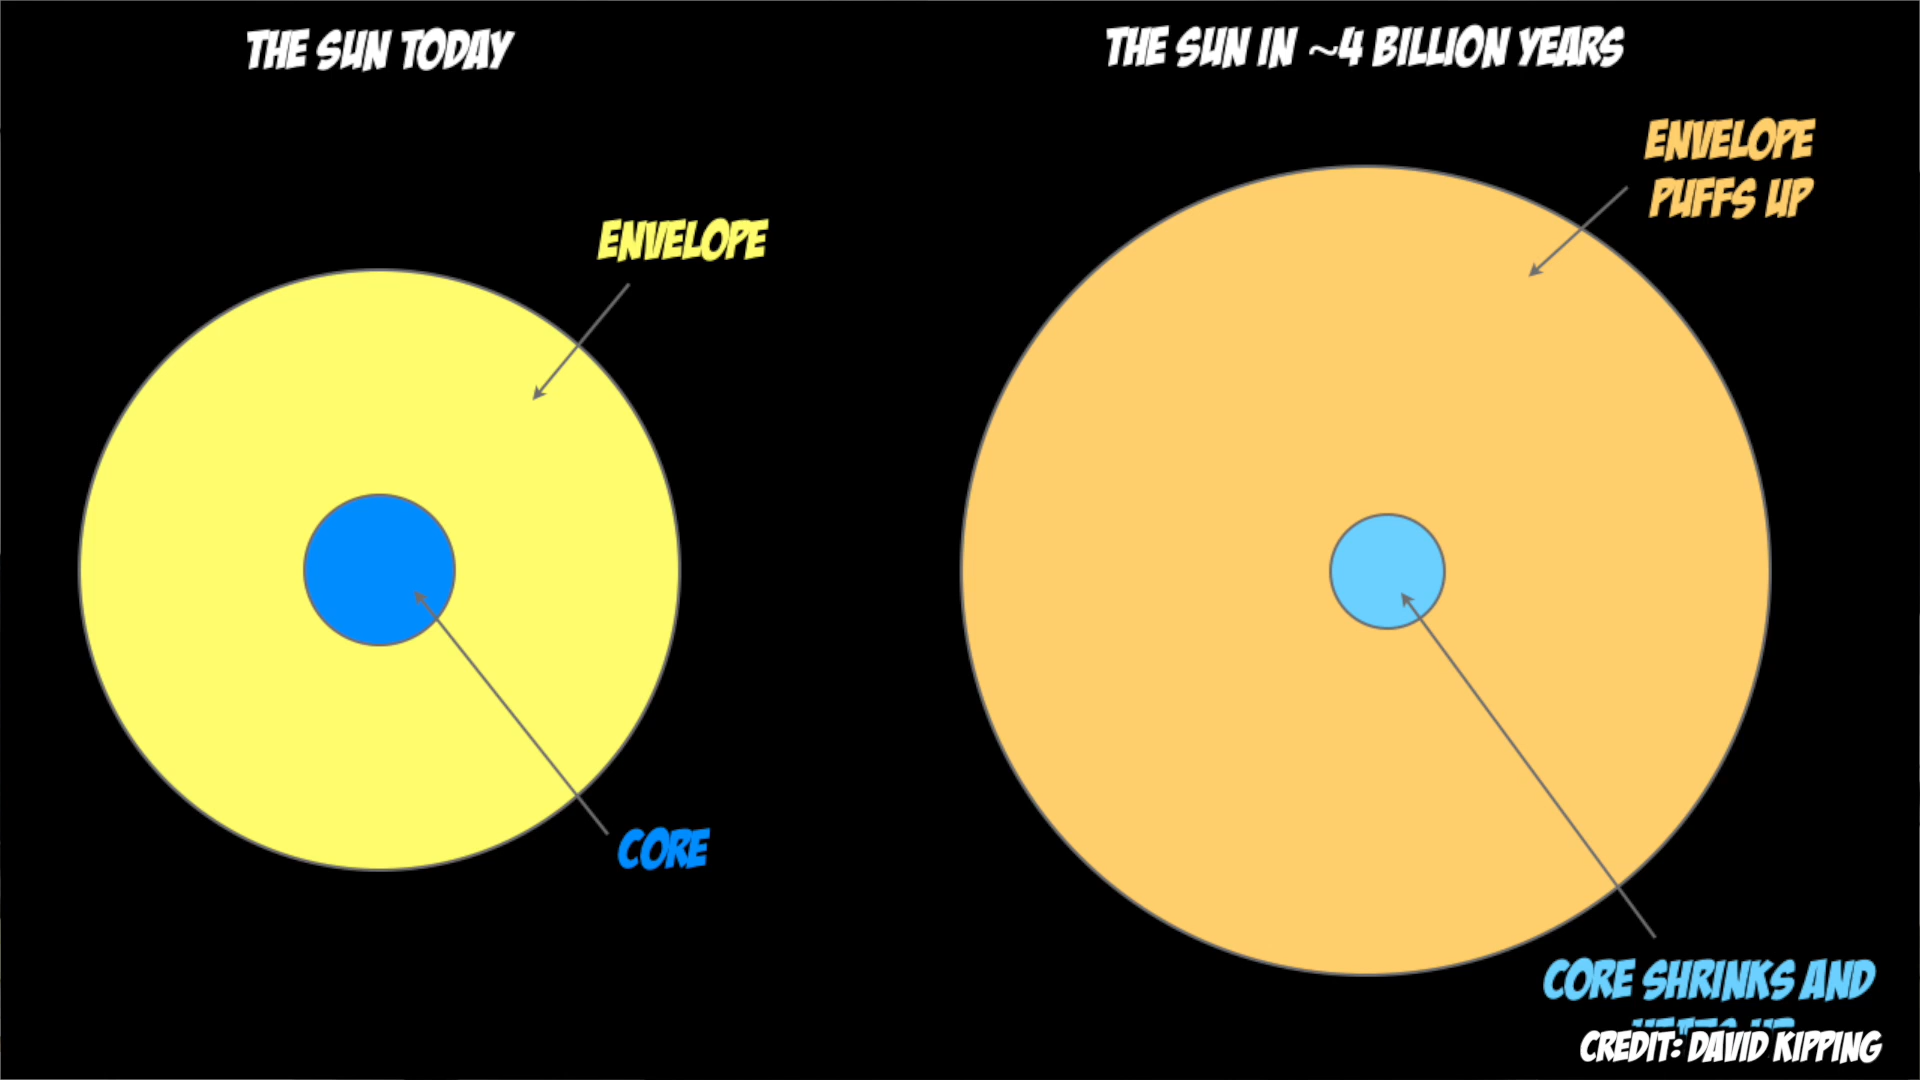 THE SUN TODAY
THE SUN IN ~4 BILLION YEARS
ENVELOPE
ENVELOPE
PUFFS UP
CORE
CORE SHRINKS AND
CREDIT: DAVID KIPPING